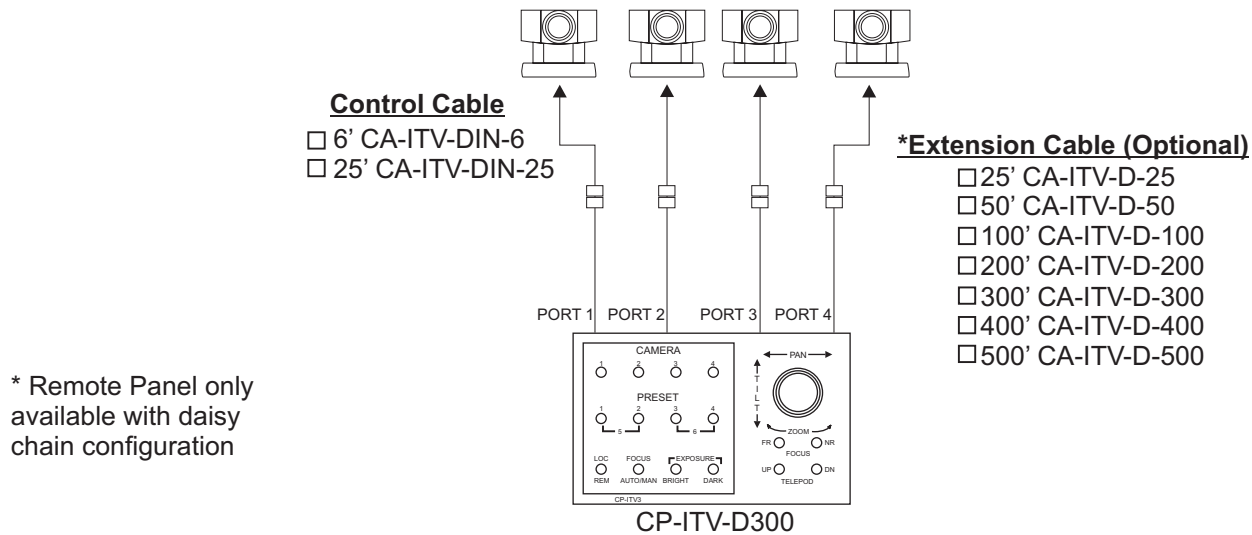 Control Cable
☐ 6’ CA-ITV-DIN-6
☐ 25’ CA-ITV-DIN-25
*Extension Cable (Optional)
☐ 25’ CA-ITV-D-25
☐ 50’ CA-ITV-D-50
☐ 100’ CA-ITV-D-100
☐ 200’ CA-ITV-D-200
☐ 300’ CA-ITV-D-300
☐ 400’ CA-ITV-D-400
☐ 500’ CA-ITV-D-500
* Remote Panel only
available with daisy
chain configuration
PORT 1 PORT 2 PORT 3 PORT 4
CAMERA
1 2 3 4
PRESET
1 2 3 4
5 6
LOC FOCUS EXPOSURE
REM AUTO/MAN BRIGHT DARK
CP-ITV3
PAN
TILT
ZOOM
FR NR
FOCUS
UP DN
TELEPOD
CP-ITV-D300